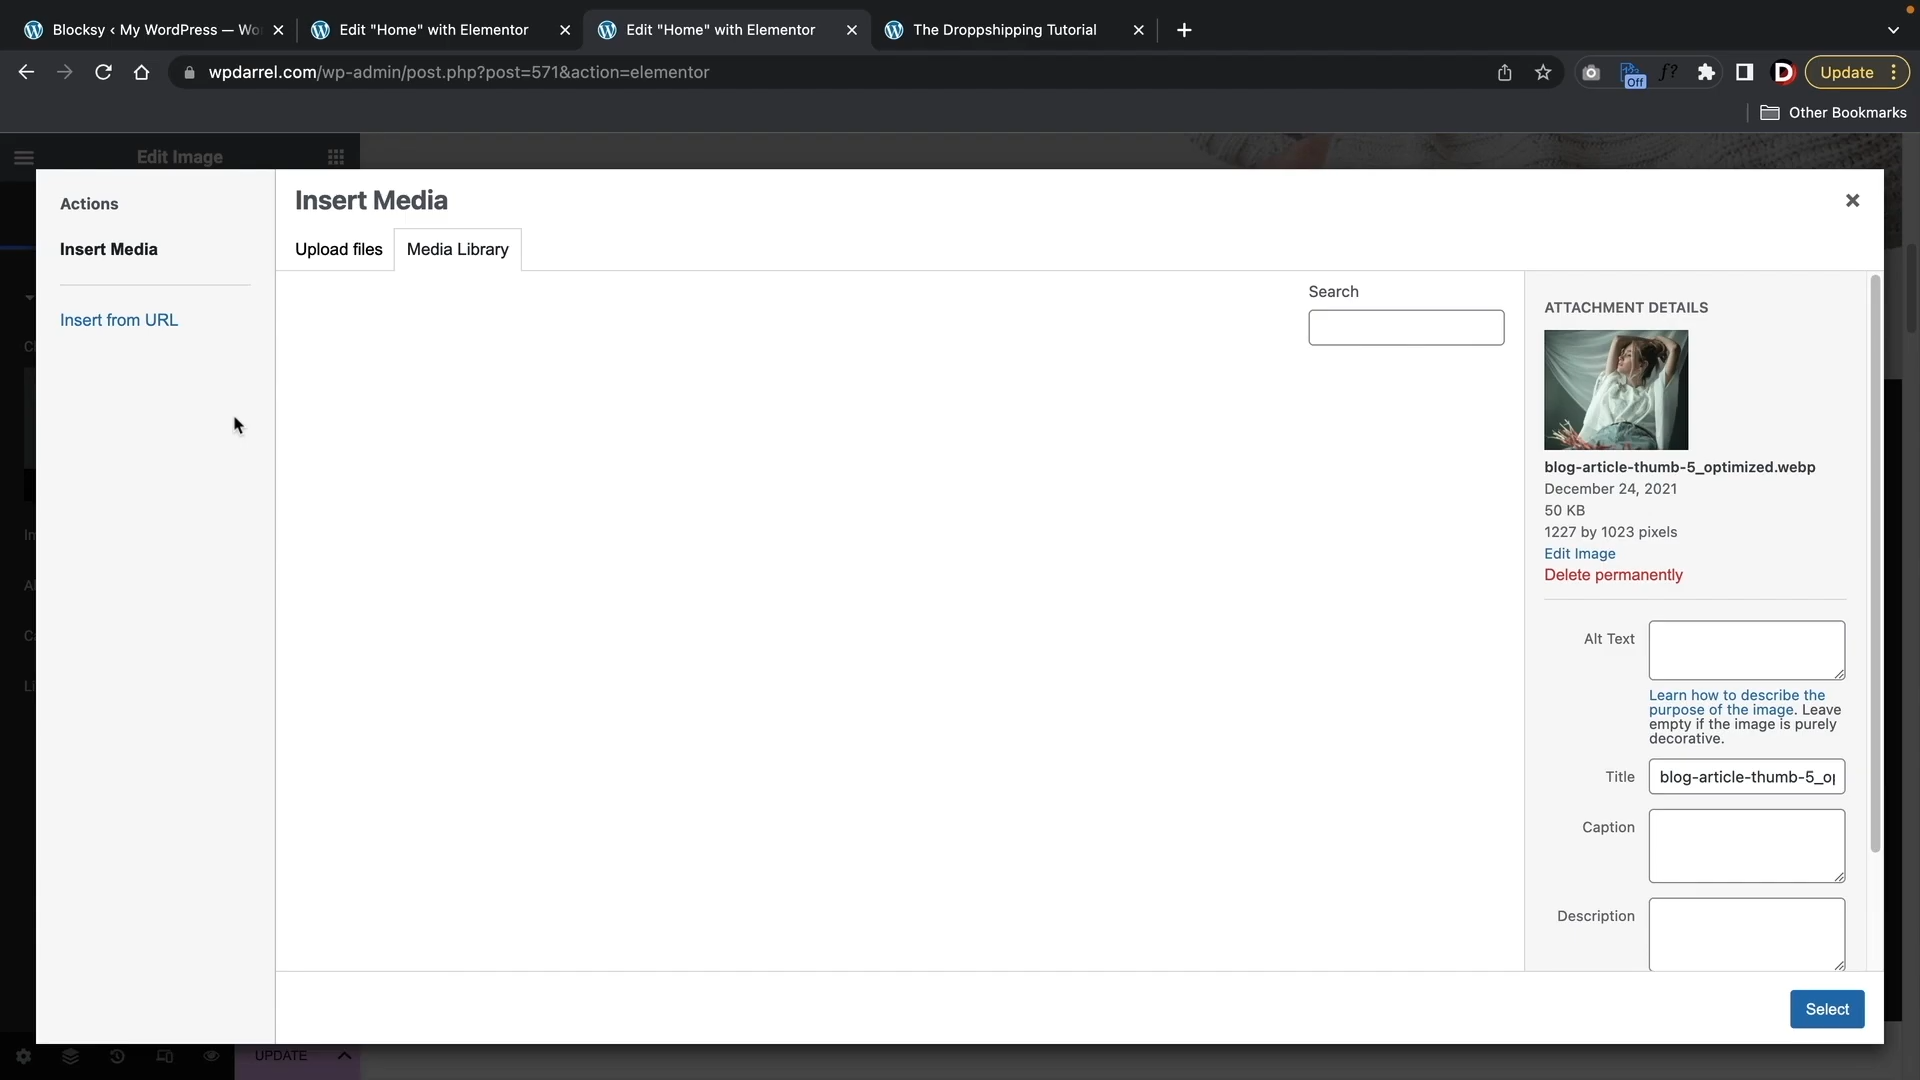 Blocksy ‹ My WordPress — Wo
Edit "Home" with Elementor
Edit "Home" with Elementor
The Droppshipping Tutorial
wpdarrel.com/wp-admin/post.php?post=571&action=elementor
Off
f?
D
Update
Other Bookmarks
Edit Image
Actions
Insert Media
Insert from URL
Insert Media
Upload files
Media Library
Search
ATTACHMENT DETAILS
blog-article-thumb-5_optimized.webp
December 24, 2021
50 KB
1227 by 1023 pixels
Edit Image
Delete permanently
Alt Text
Learn how to describe the
purpose of the image. Leave
empty if the image is purely
decorative.
Title
blog-article-thumb-5_o
Caption
Description
Select
UPDATE